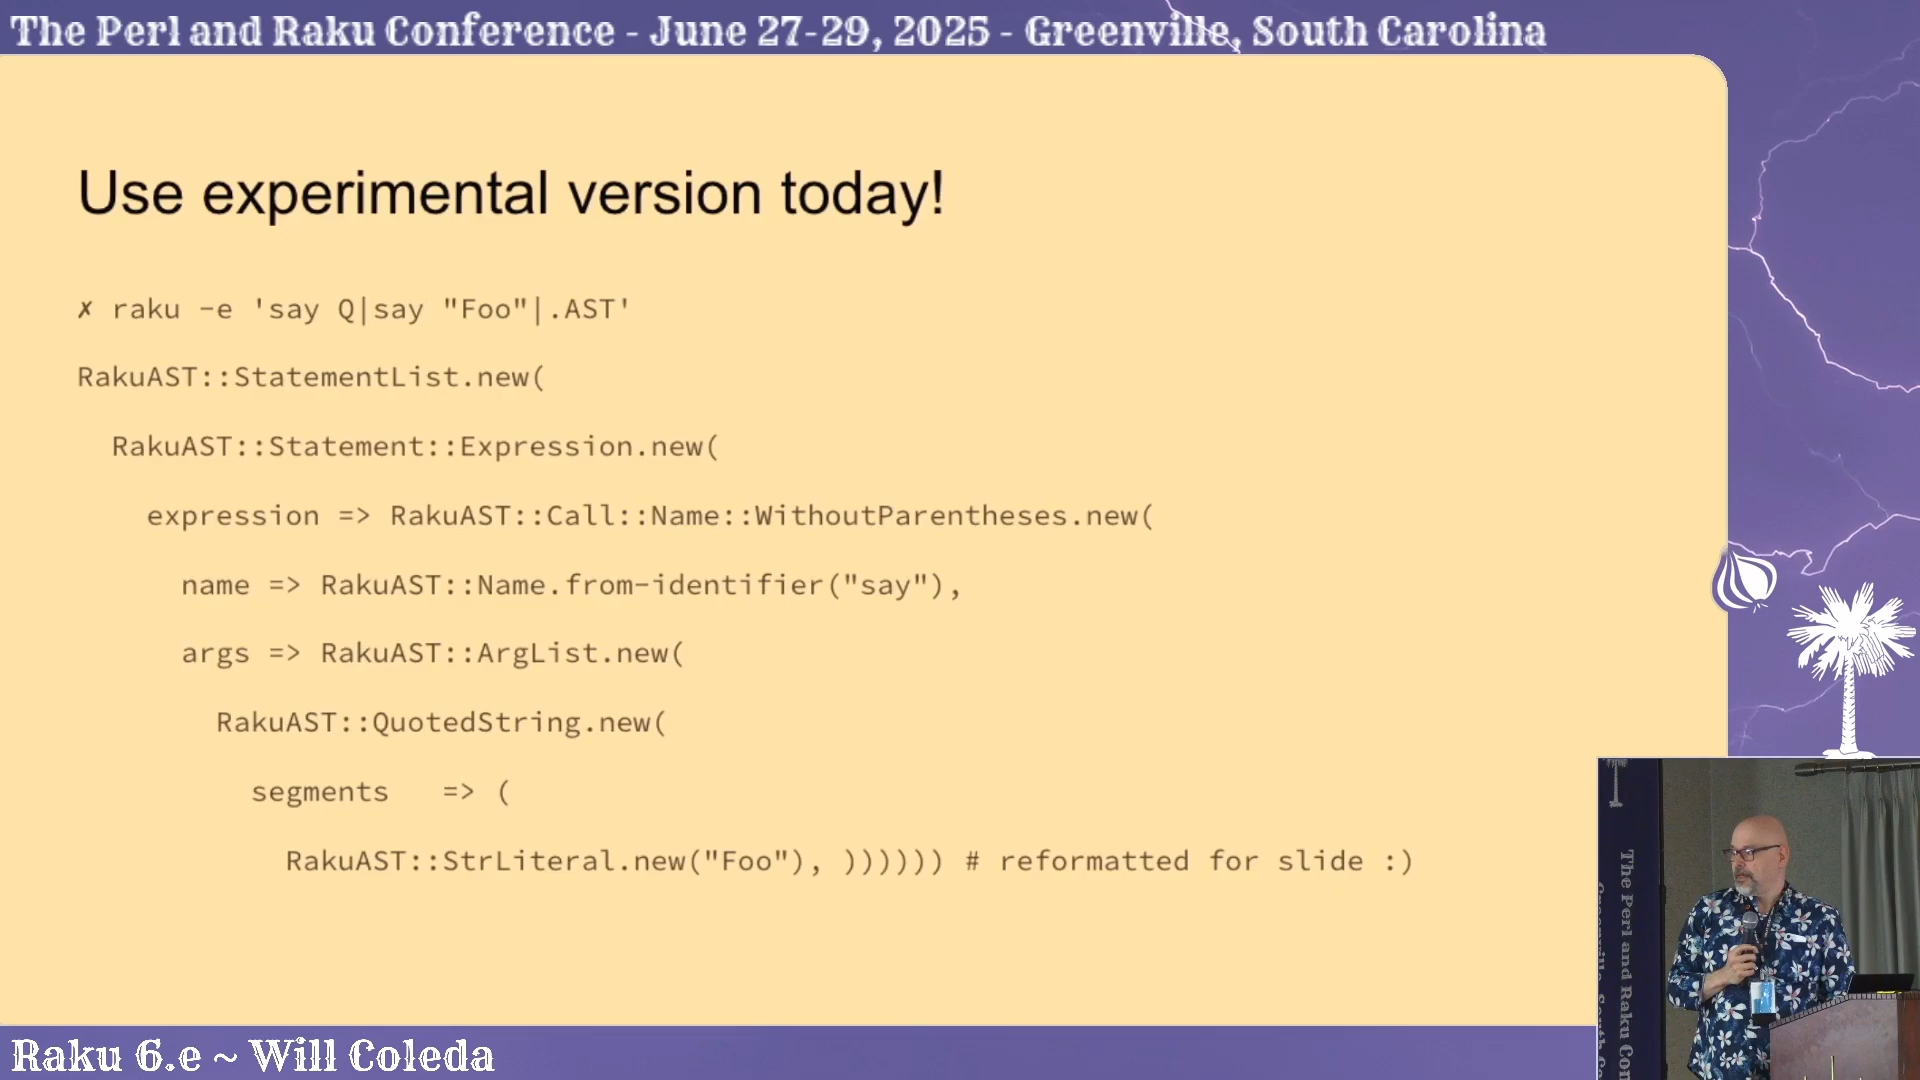 The Perl and Raku Conference - June 27-29, 2025 - Greenville, South Carolina
Use experimental version today!
✗ raku -e 'say Q|say "Foo"|.AST'
RakuAST::StatementList.new(
RakuAST::Statement::Expression.new(
expression => RakuAST::Call::Name::WithoutParentheses.new(
name => RakuAST::Name.from-identifier("say"),
args => RakuAST::ArgList.new(
RakuAST::QuotedString.new(
segments => (
RakuAST::StrLiteral.new("Foo"), )))))) # reformatted for slide :)
The Perl and Raku Con
Raku 6.e ~ Will Coleda